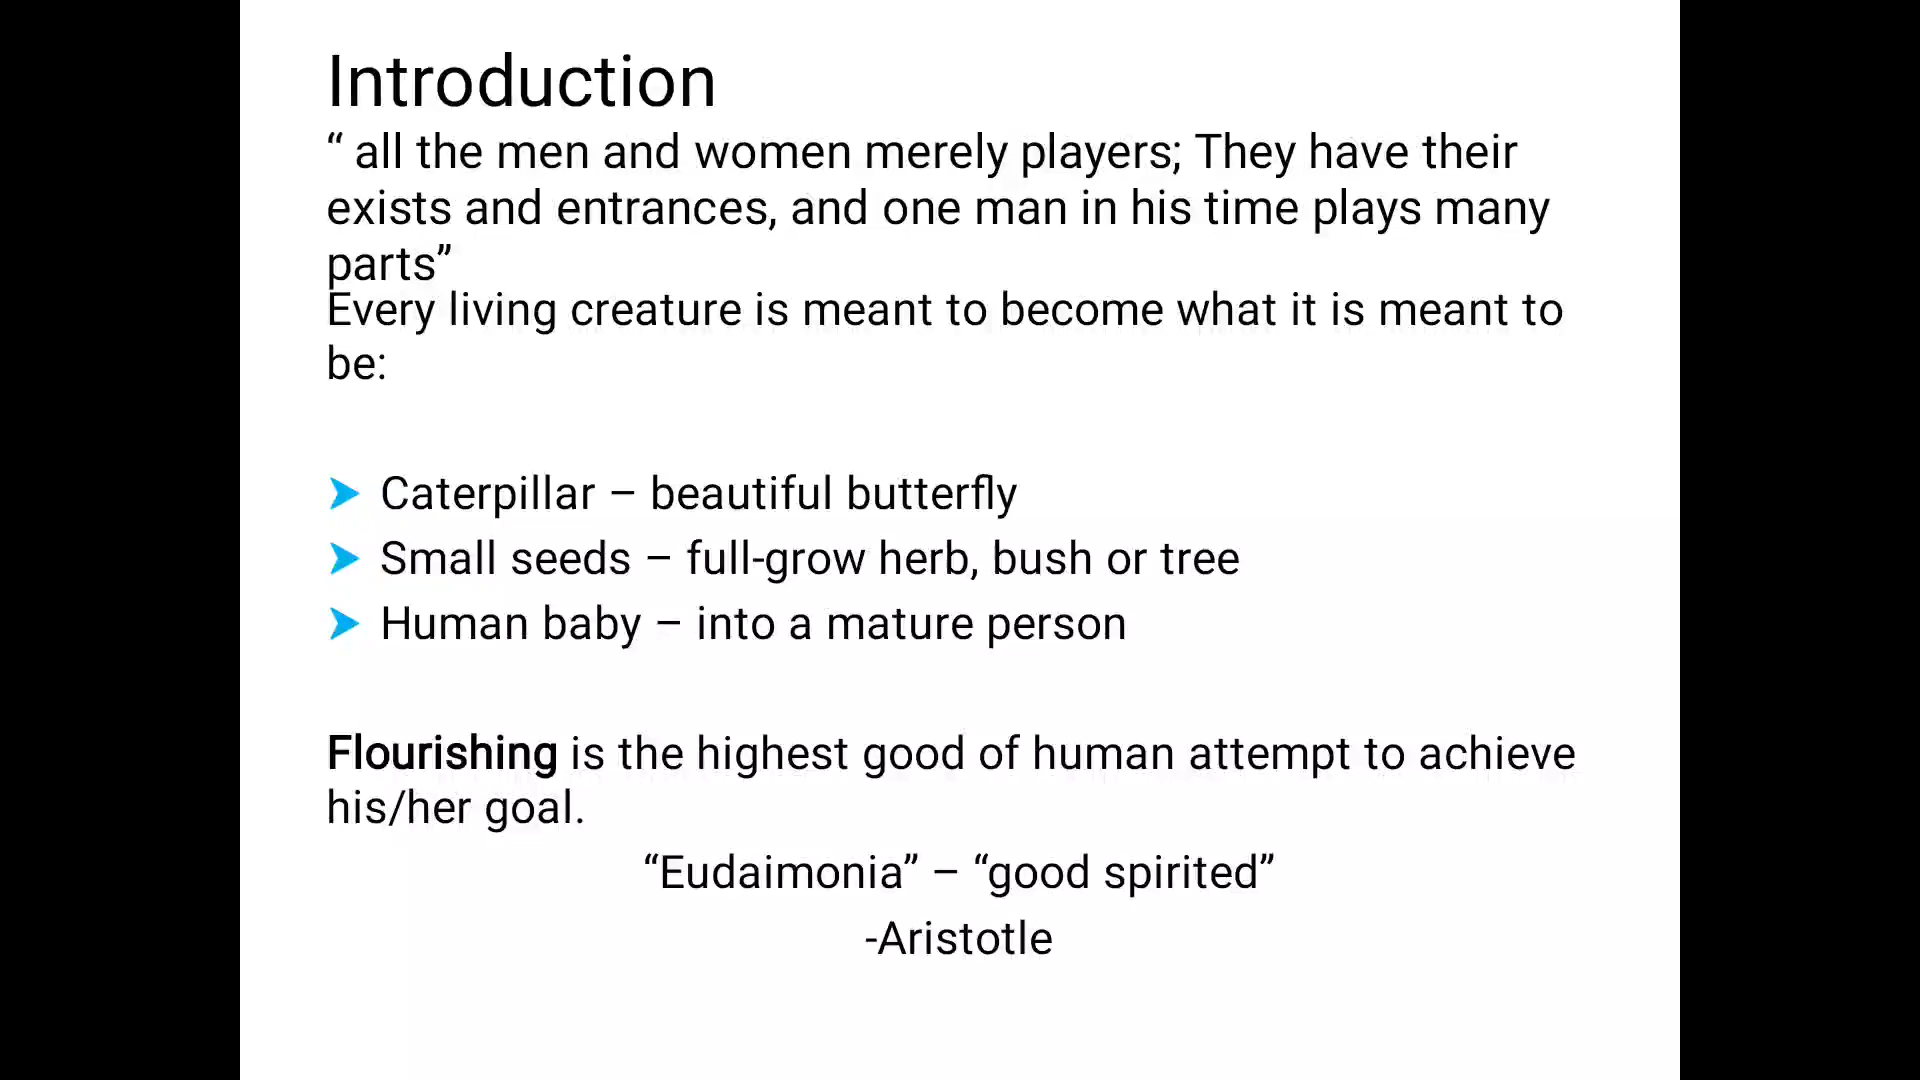 Introduction
“ all the men and women merely players; They have their
exists and entrances, and one man in his time plays many
parts”
Every living creature is meant to become what it is meant to
be:
➤ Caterpillar – beautiful butterfly
➤ Small seeds – full-grow herb, bush or tree
➤ Human baby – into a mature person
Flourishing is the highest good of human attempt to achieve
his/her goal.
“Eudaimonia” – “good spirited”
-Aristotle